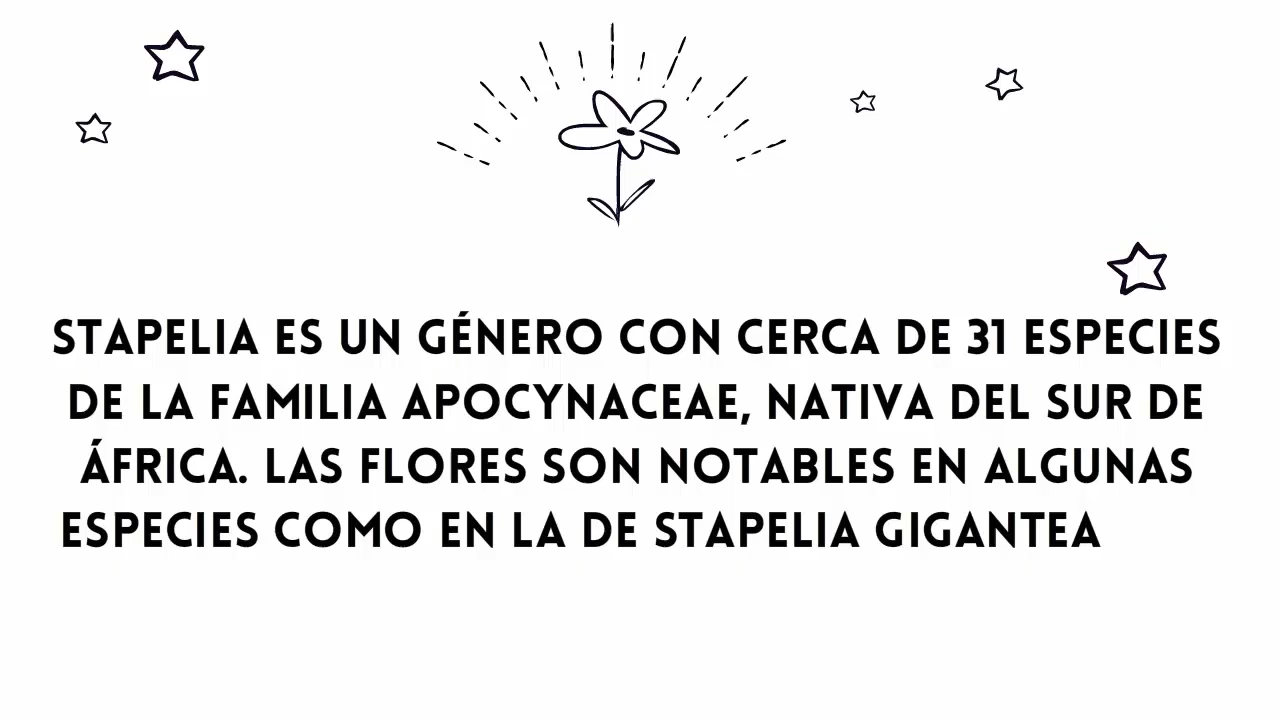 STAPELIA ES UN GÉNERO CON CERCA DE 31 ESPECIES
DE LA FAMILIA APOCYNACEAE, NATIVA DEL SUR DE
ÁFRICA. LAS FLORES SON NOTABLES EN ALGUNAS
ESPECIES COMO EN LA DE STAPELIA GIGANTEA